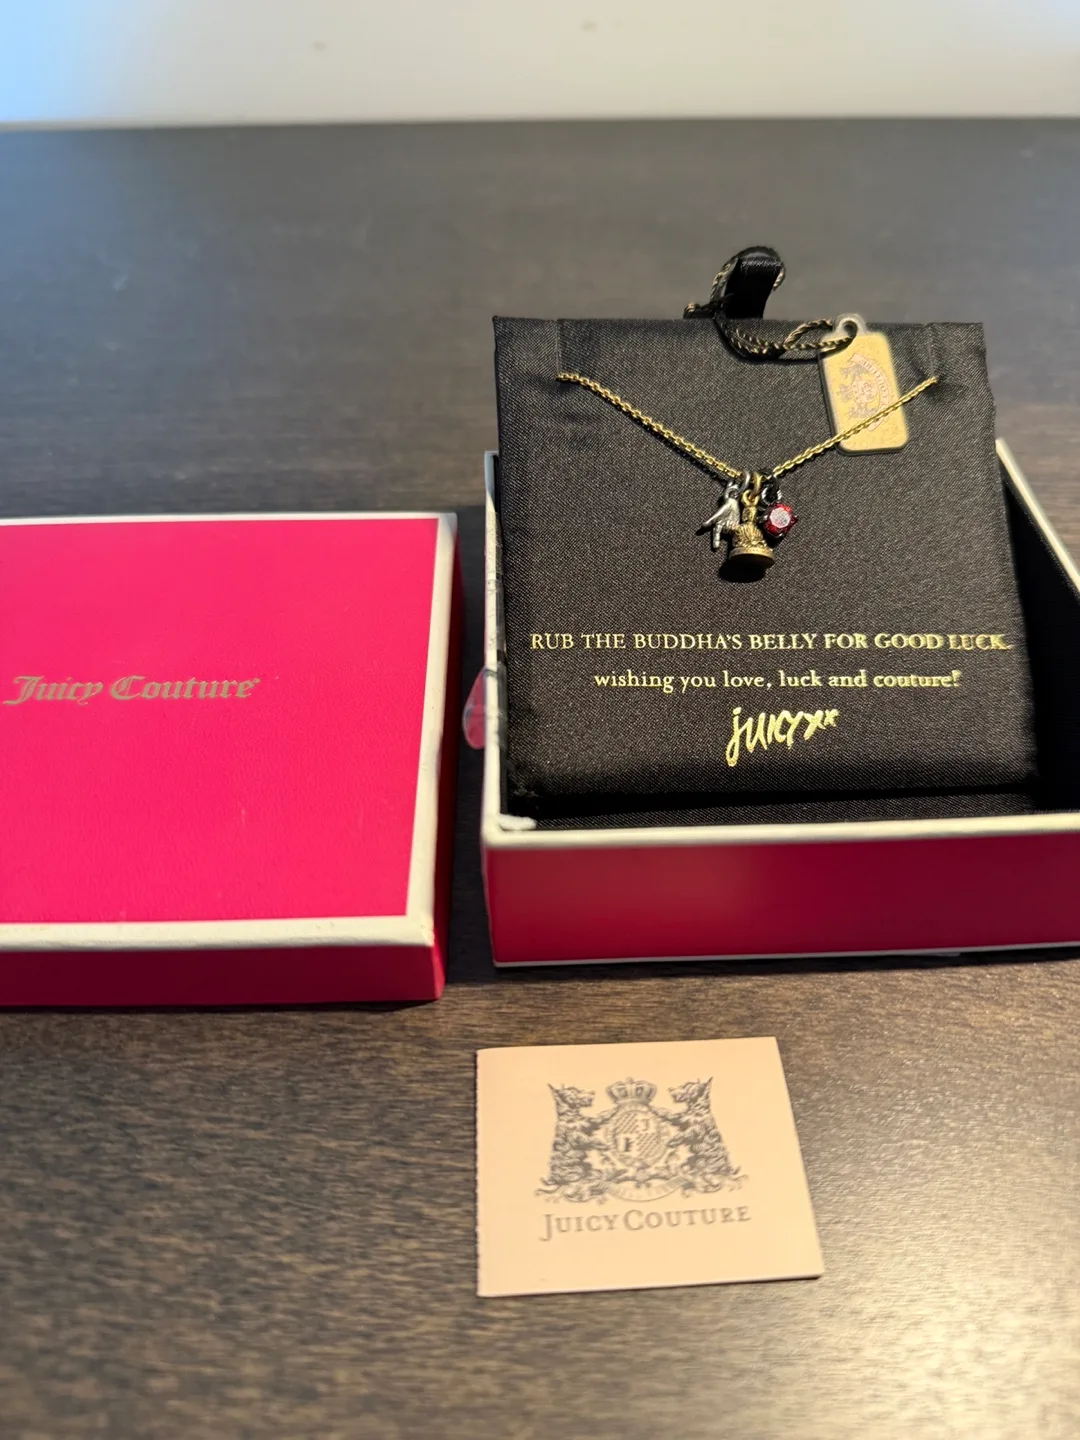 Juicy Couture
RUB THE BUDDHA'S BELLY FOR GOOD LUCK.
wishing you love, luck and couture!
juicy xx
J
JUICY COUTURE